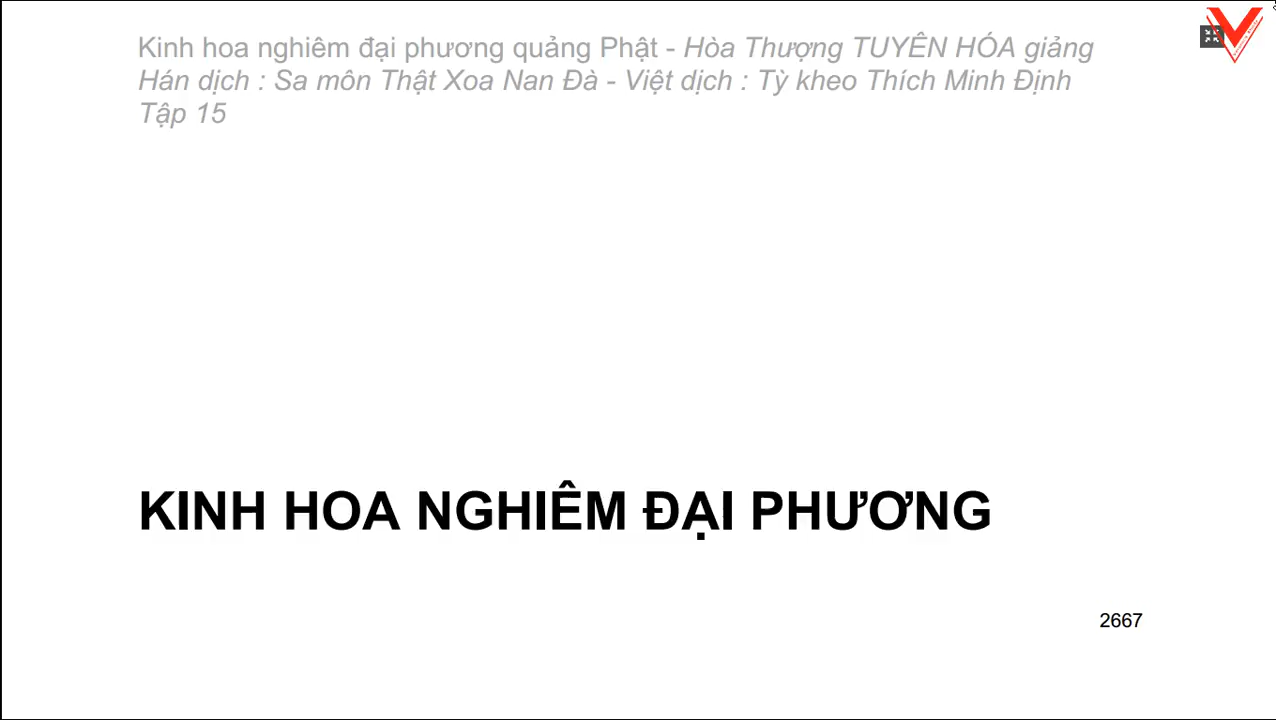 Kinh hoa nghiêm đại phương quảng Phật - Hòa Thượng TUYÊN HÓA giảng
Hán dịch : Sa môn Thật Xoa Nan Đà - Việt dịch : Tỳ kheo Thích Minh Định
Tập 15
KINH HOA NGHIÊM ĐẠI PHƯƠNG
2667